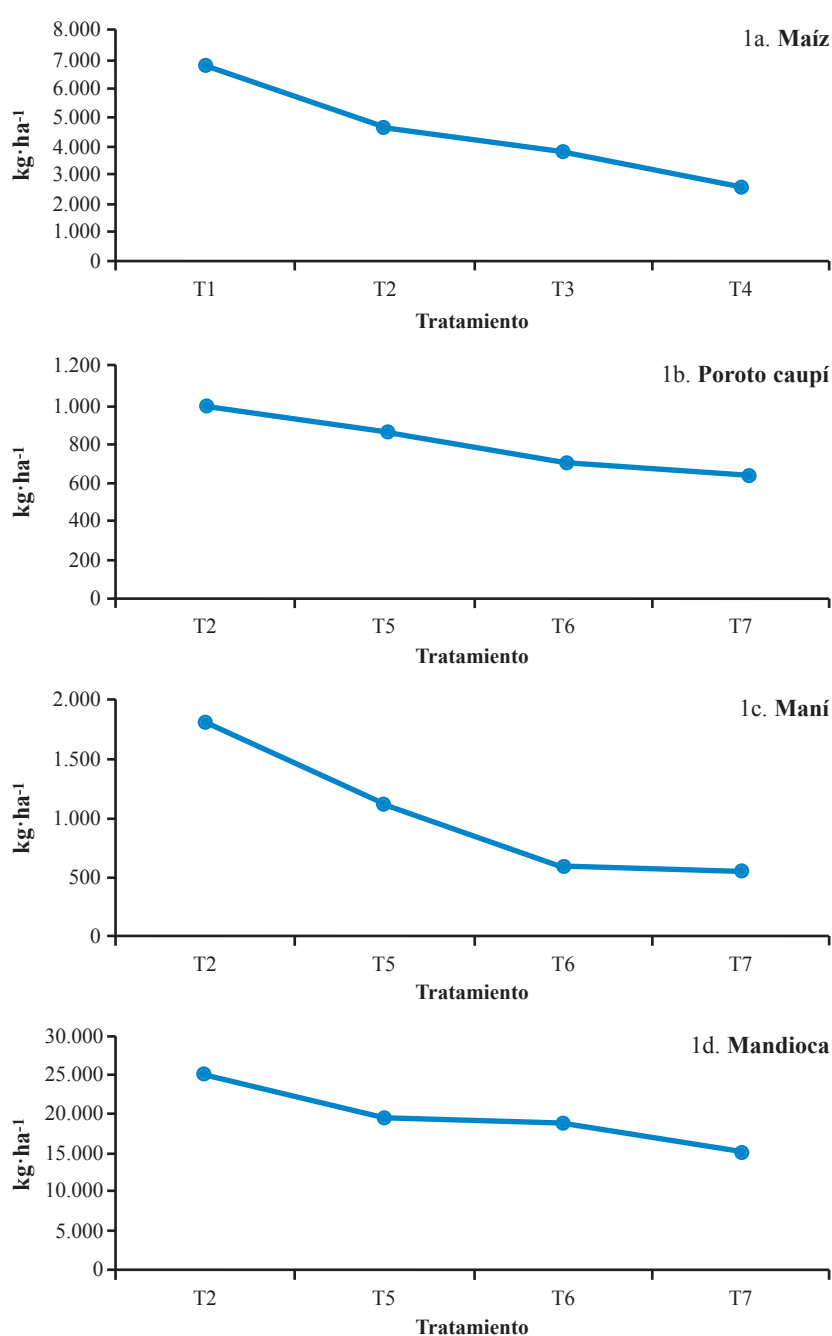 1a. Maíz
kg·ha⁻¹
8.000
7.000
6.000
5.000
4.000
3.000
2.000
1.000
0
T1 T2 T3 T4
Tratamiento
1b. Poroto caupí
kg·ha⁻¹
1.200
1.000
800
600
400
200
0
T2 T5 T6 T7
Tratamiento
1c. Maní
kg·ha⁻¹
2.000
1.500
1.000
500
0
T2 T5 T6 T7
Tratamiento
1d. Mandioca
kg·ha⁻¹
30.000
25.000
20.000
15.000
10.000
5.000
0
T2 T5 T6 T7
Tratamiento